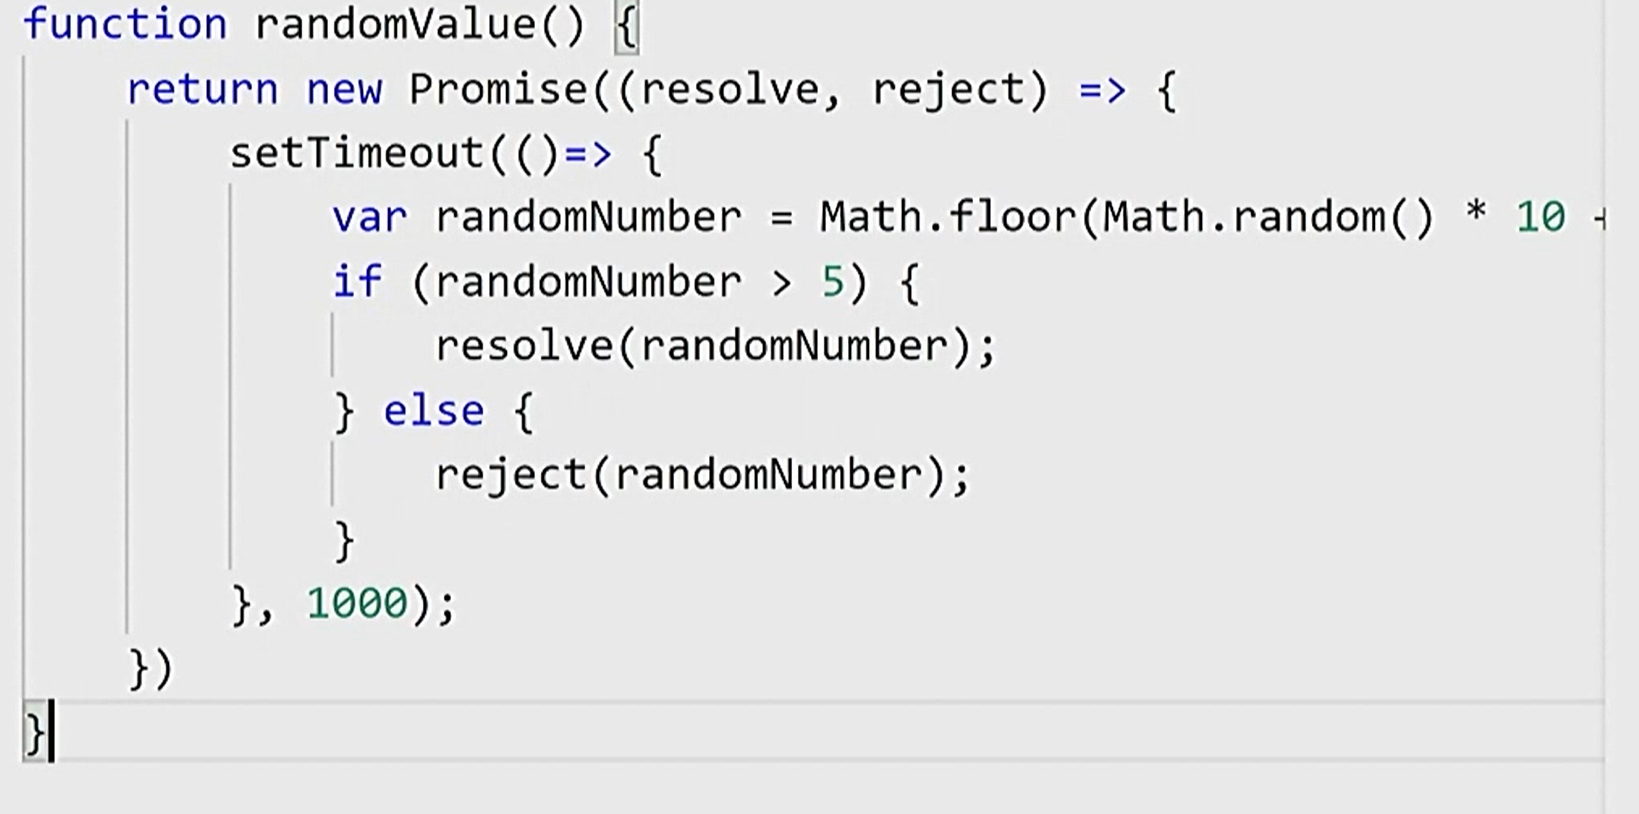 function randomValue() {
    return new Promise((resolve, reject) => {
        setTimeout(()=> {
            var randomNumber = Math.floor(Math.random() * 10 +
            if (randomNumber > 5) {
                resolve(randomNumber);
            } else {
                reject(randomNumber);
            }
        }, 1000);
    })
}